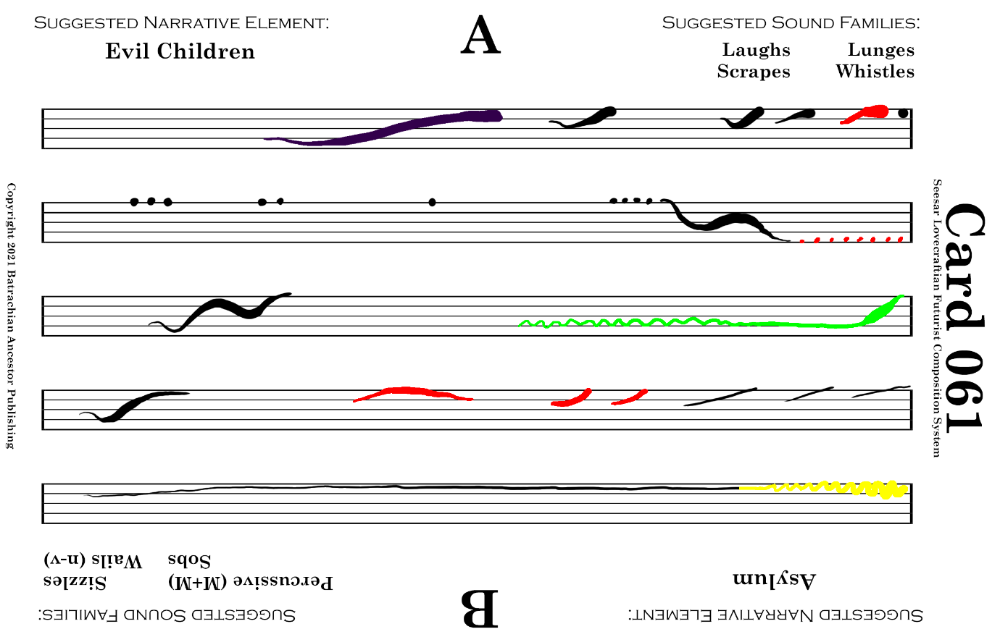 Suggested Narrative Element:
Evil Children
A
Suggested Sound Families:
Laughs Lunges
Scrapes Whistles
Copyright 2021 Batrachian Ancestor Publishing
Card 061
Seesar Lovecraftian Futurist Composition System
Suggested Narrative Element:
Asylum
B
Suggested Sound Families:
Percussive (M+M) Sizzles
Sobs Wails (n-v)